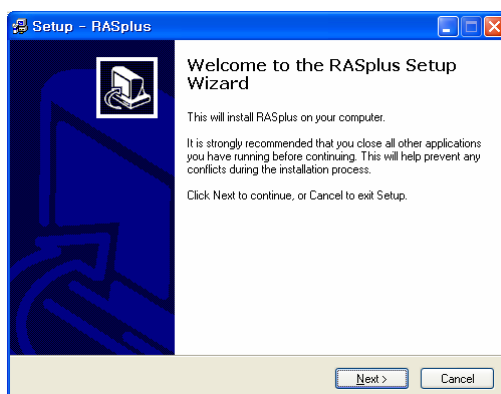 Setup - RASplus
Welcome to the RASplus Setup
Wizard
This will install RASplus on your computer.
It is strongly recommended that you close all other applications
you have running before continuing. This will help prevent any
conflicts during the installation process.
Click Next to continue, or Cancel to exit Setup.
Next >
Cancel